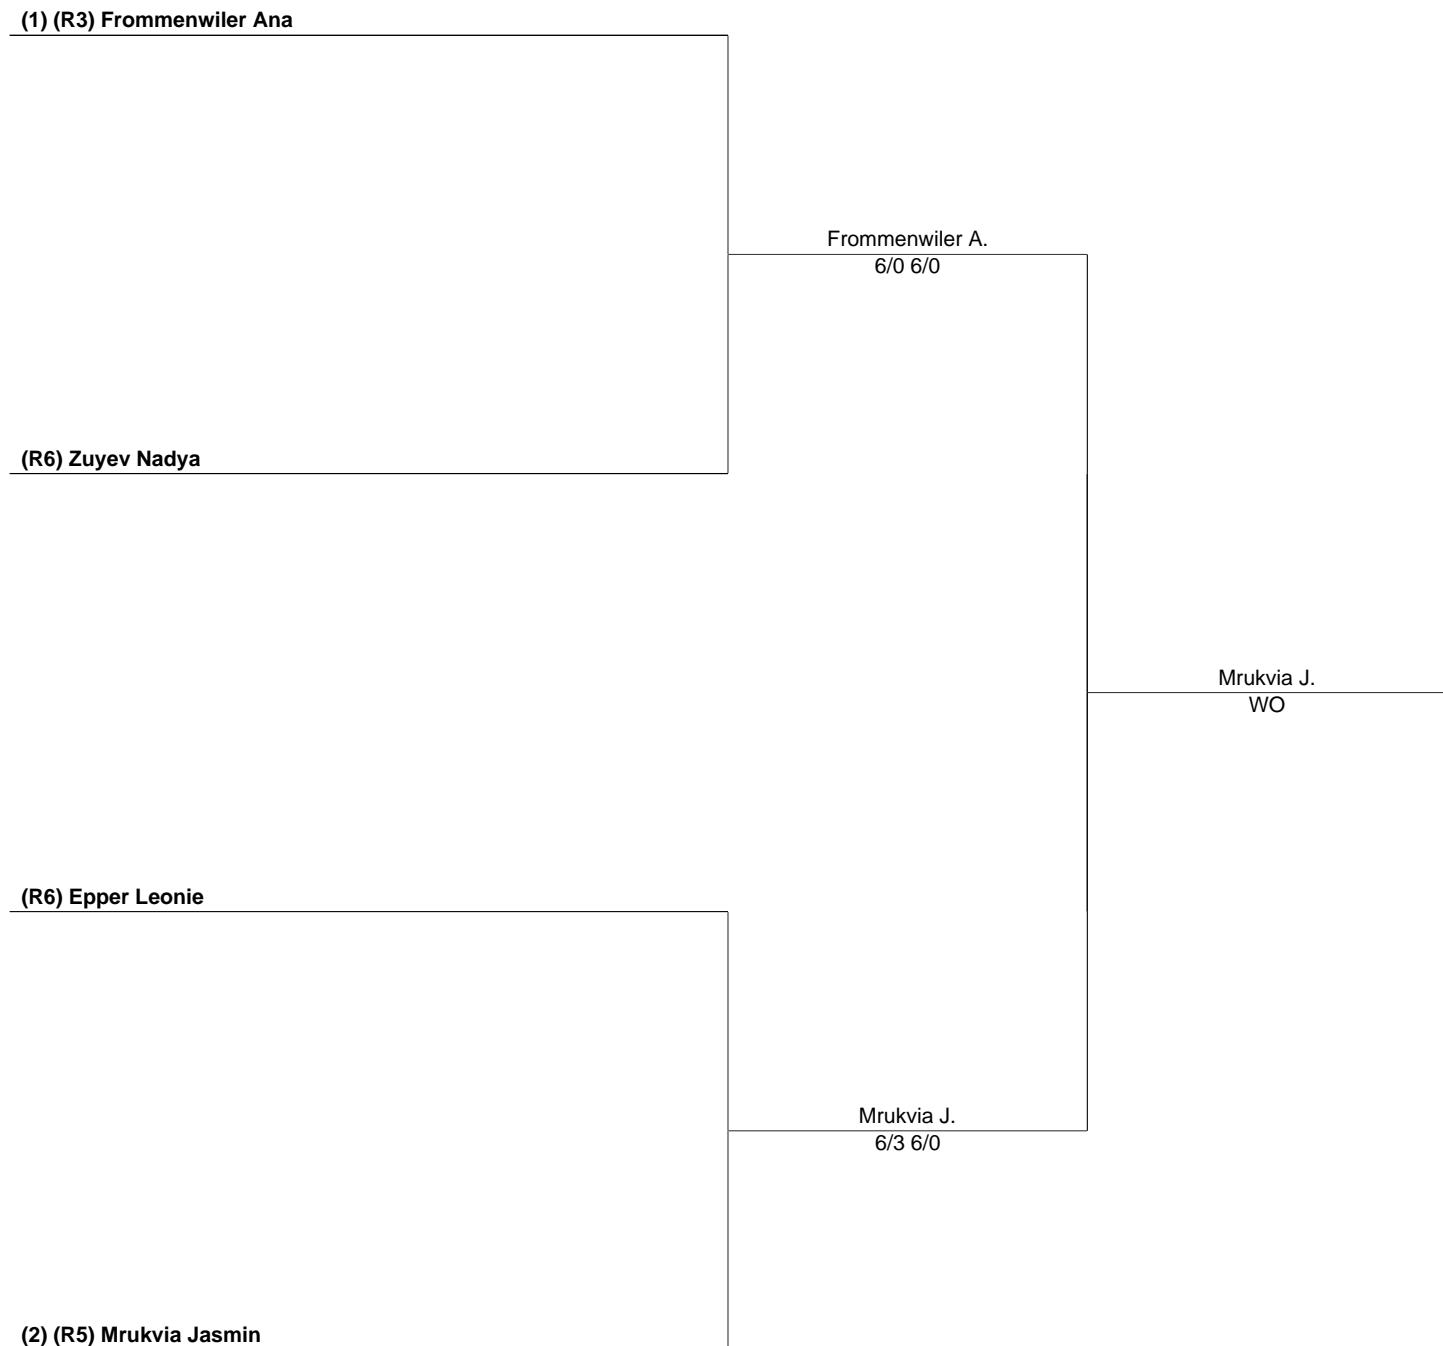 (1) (R3) Frommenwiler Ana
Frommenwiler A.
6/0 6/0
(R6) Zuyev Nadya
Mrukvia J.
WO
(R6) Epper Leonie
Mrukvia J.
6/3 6/0
(2) (R5) Mrukvia Jasmin